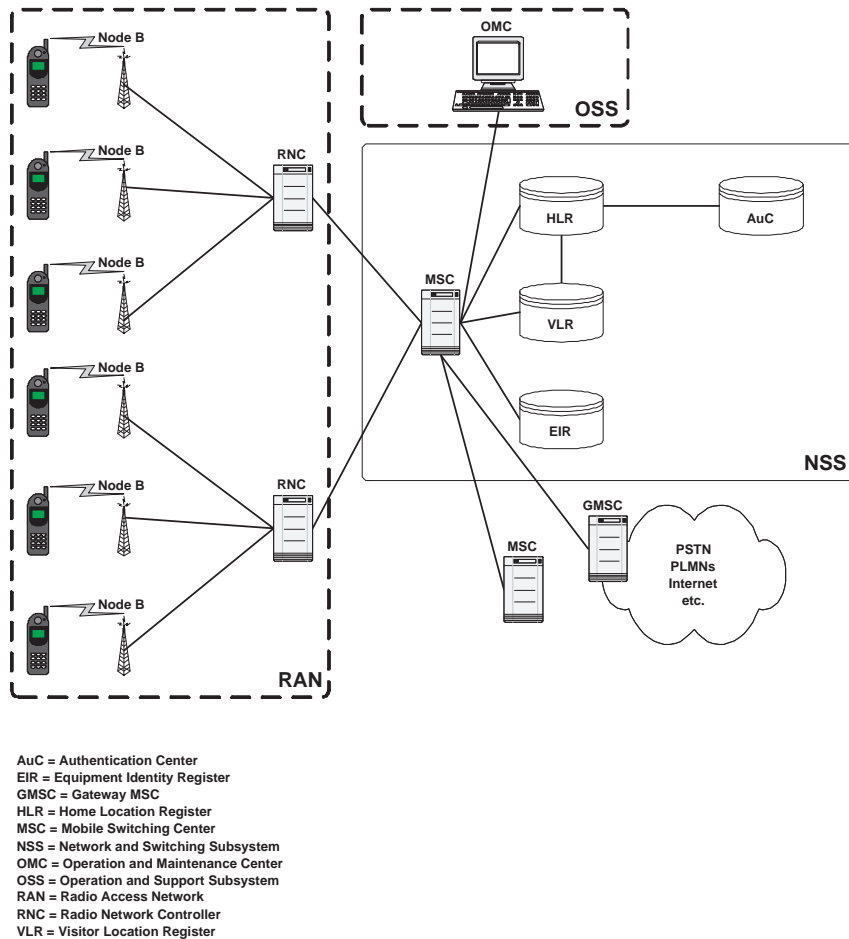 Node B
Node B
Node B
Node B
Node B
Node B
RNC
RNC
RAN
OMC
OSS
MSC
HLR
AuC
VLR
EIR
NSS
MSC
GMSC
PSTN
PLMNs
Internet
etc.
AuC = Authentication Center
EIR = Equipment Identity Register
GMSC = Gateway MSC
HLR = Home Location Register
MSC = Mobile Switching Center
NSS = Network and Switching Subsystem
OMC = Operation and Maintenance Center
OSS = Operation and Support Subsystem
RAN = Radio Access Network
RNC = Radio Network Controller
VLR = Visitor Location Register